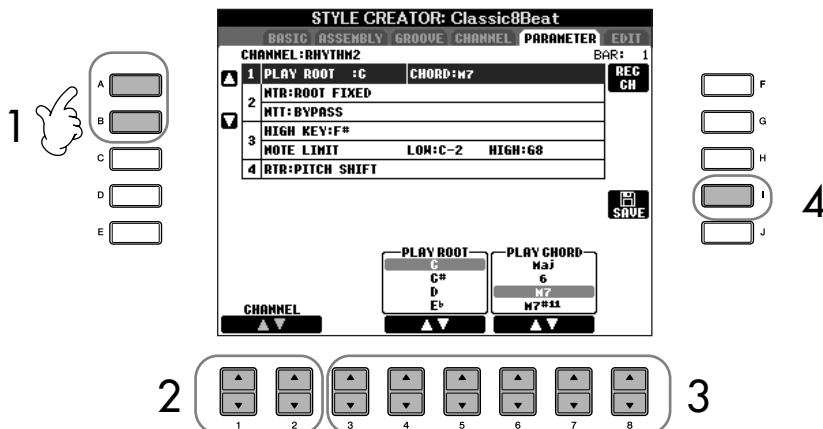 STYLE CREATOR: Classic8Beat
BASIC ASSEMBLY GROOVE CHANNEL PARAMETER EDIT
CHANNEL:RHYTHM2 BAR: 1
1 PLAY ROOT :C CHORD:M7 REC CH
2 NTR:ROOT FIXED
NTT:BYPASS
3 HIGH KEY:F#
NOTE LIMIT LOW:C-2 HIGH:G8
4 RTR:PITCH SHIFT
SAVE
PLAY ROOT PLAY CHORD
C Maj
C# 6
D M7
E♭ M7#11
CHANNEL
A
B
C
D
E
F
G
H
I
J
1
4
2
3
1 2 3 4 5 6 7 8